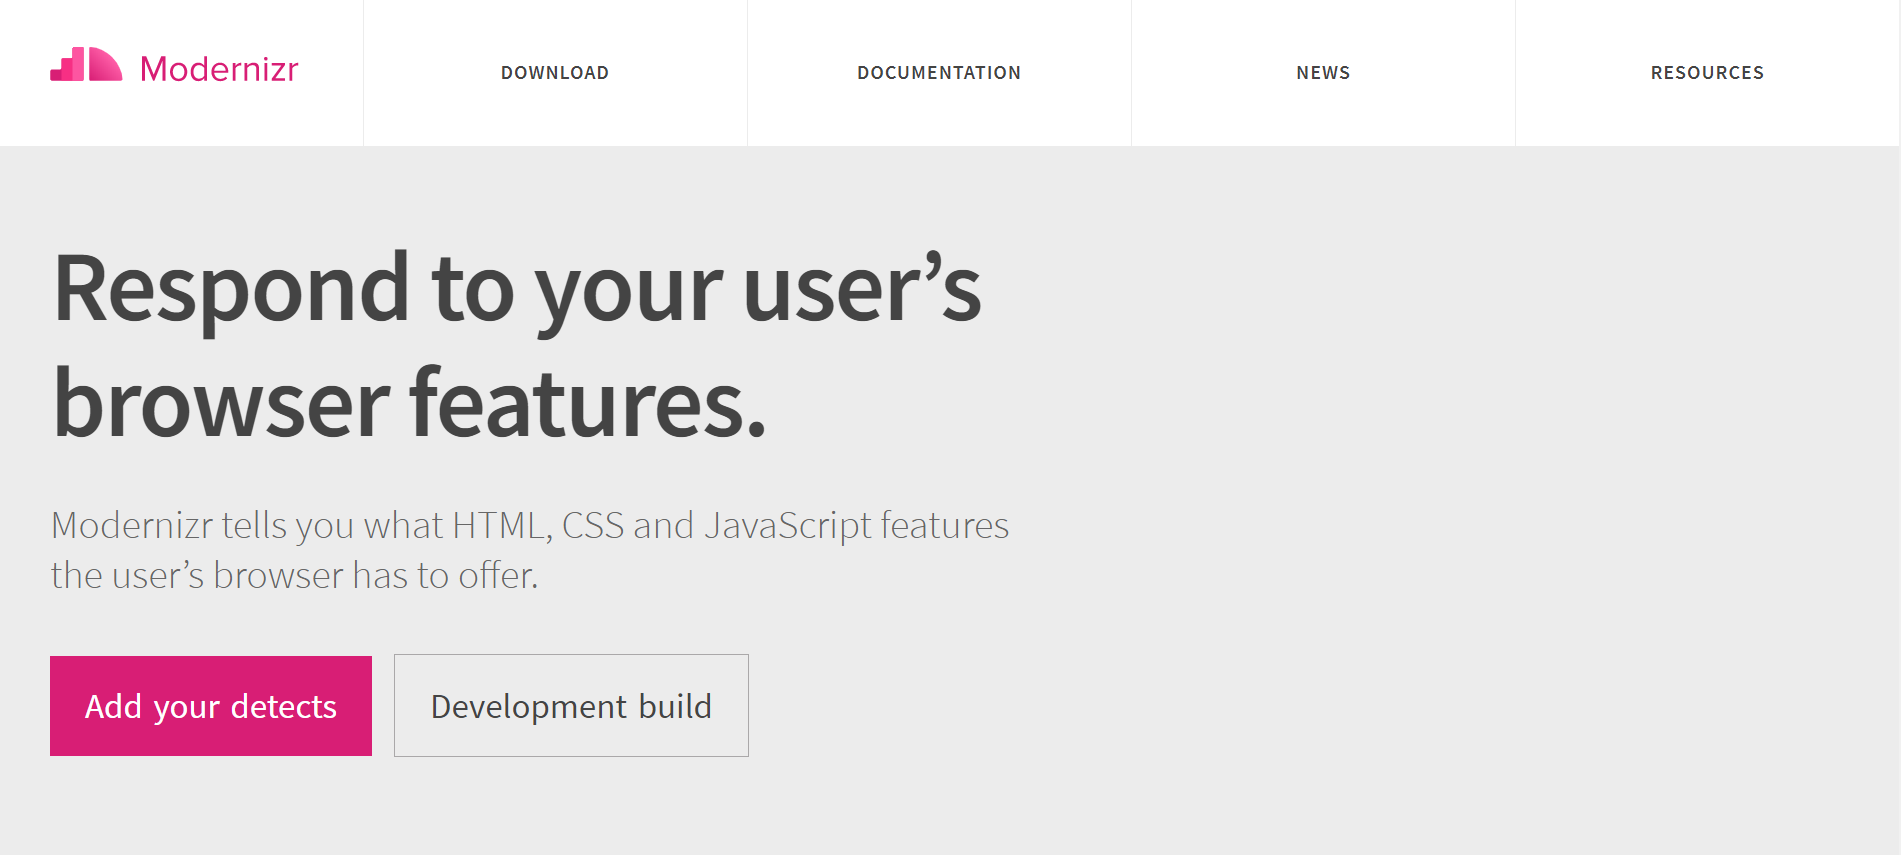 Modernizr
DOWNLOAD
DOCUMENTATION
NEWS
RESOURCES
Respond to your user’s
browser features.
Modernizr tells you what HTML, CSS and JavaScript features
the user’s browser has to offer.
Add your detects
Development build